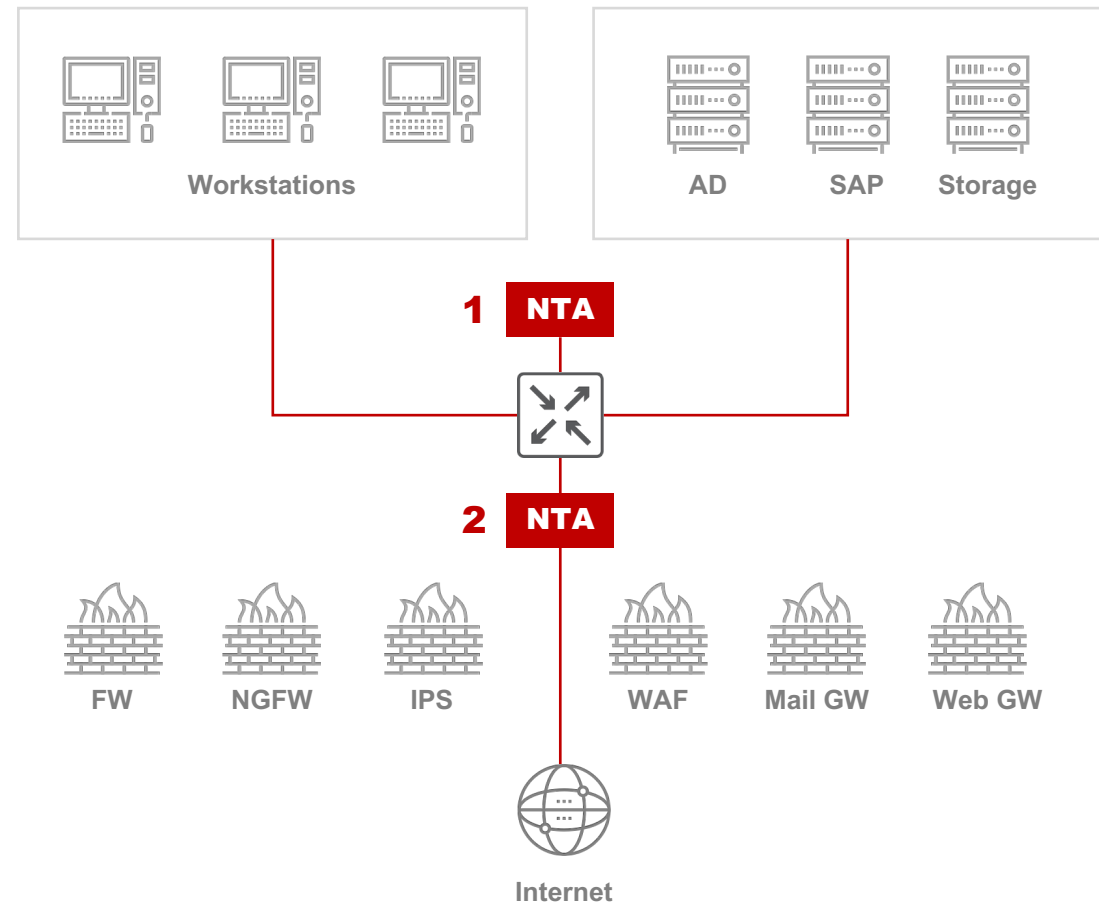 Workstations
AD SAP Storage
1 NTA
2 NTA
FW NGFW IPS WAF Mail GW Web GW
Internet